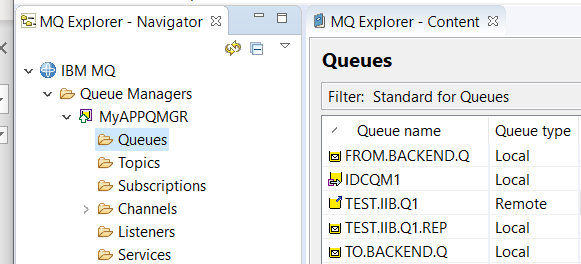 MQ Explorer - Navigator
IBM MQ
Queue Managers
MyAPPQMGR
Queues
Topics
Subscriptions
Channels
Listeners
Services
MQ Explorer - Content
Queues
Filter: Standard for Queues
Queue name Queue type
FROM.BACKEND.Q Local
IDCQM1 Local
TEST.IIB.Q1 Remote
TEST.IIB.Q1.REP Local
TO.BACKEND.Q Local